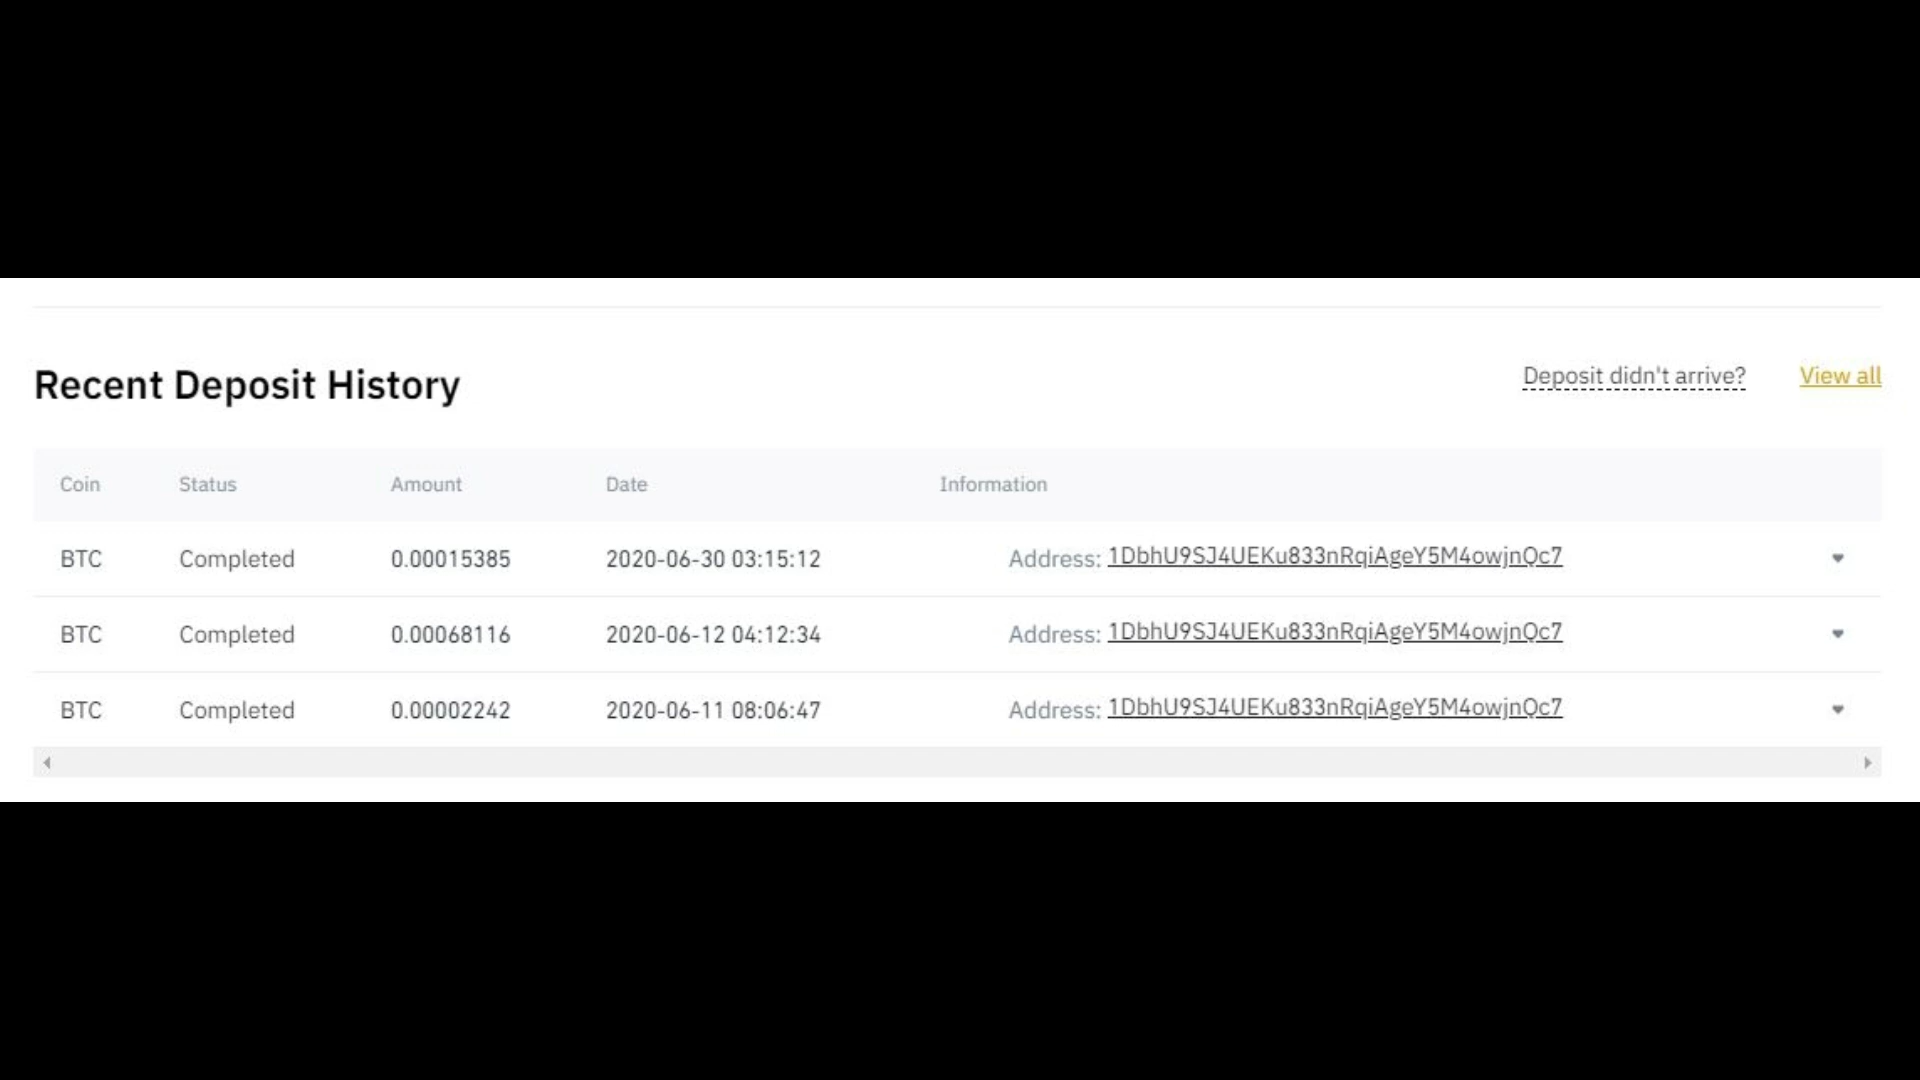 Recent Deposit History
Deposit didn't arrive? View all
Coin Status Amount Date Information
BTC Completed 0.00015385 2020-06-30 03:15:12 Address: 1DbhU9SJ4UEKu833nRqiAgeY5M4owjnQc7
BTC Completed 0.00068116 2020-06-12 04:12:34 Address: 1DbhU9SJ4UEKu833nRqiAgeY5M4owjnQc7
BTC Completed 0.00002242 2020-06-11 08:06:47 Address: 1DbhU9SJ4UEKu833nRqiAgeY5M4owjnQc7